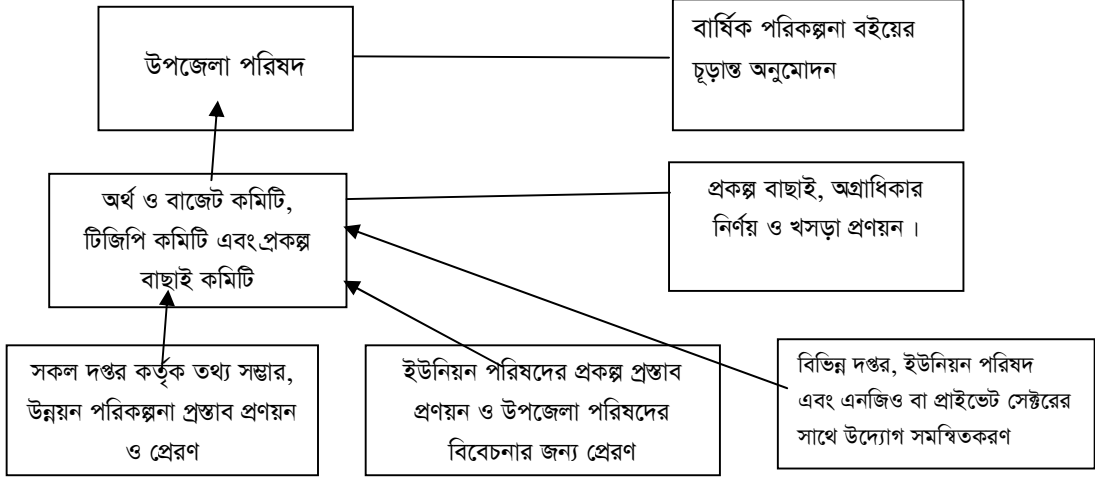 উপজেলা পরিষদ
বার্ষিক পরিকল্পনা বইয়ের
চূড়ান্ত অনুমোদন
অর্থ ও বাজেট কমিটি,
টিজিপি কমিটি এবং প্রকল্প
বাছাই কমিটি
প্রকল্প বাছাই, অগ্রাধিকার
নির্ণয় ও খসড়া প্রণয়ন ।
সকল দপ্তর কর্তৃক তথ্য সম্ভার,
উন্নয়ন পরিকল্পনা প্রস্তাব প্রণয়ন
ও প্রেরণ
ইউনিয়ন পরিষদের প্রকল্প প্রস্তাব
প্রণয়ন ও উপজেলা পরিষদের
বিবেচনার জন্য প্রেরণ
বিভিন্ন দপ্তর, ইউনিয়ন পরিষদ
এবং এনজিও বা প্রাইভেট সেক্টরের
সাথে উদ্যোগ সমন্বিতকরণ